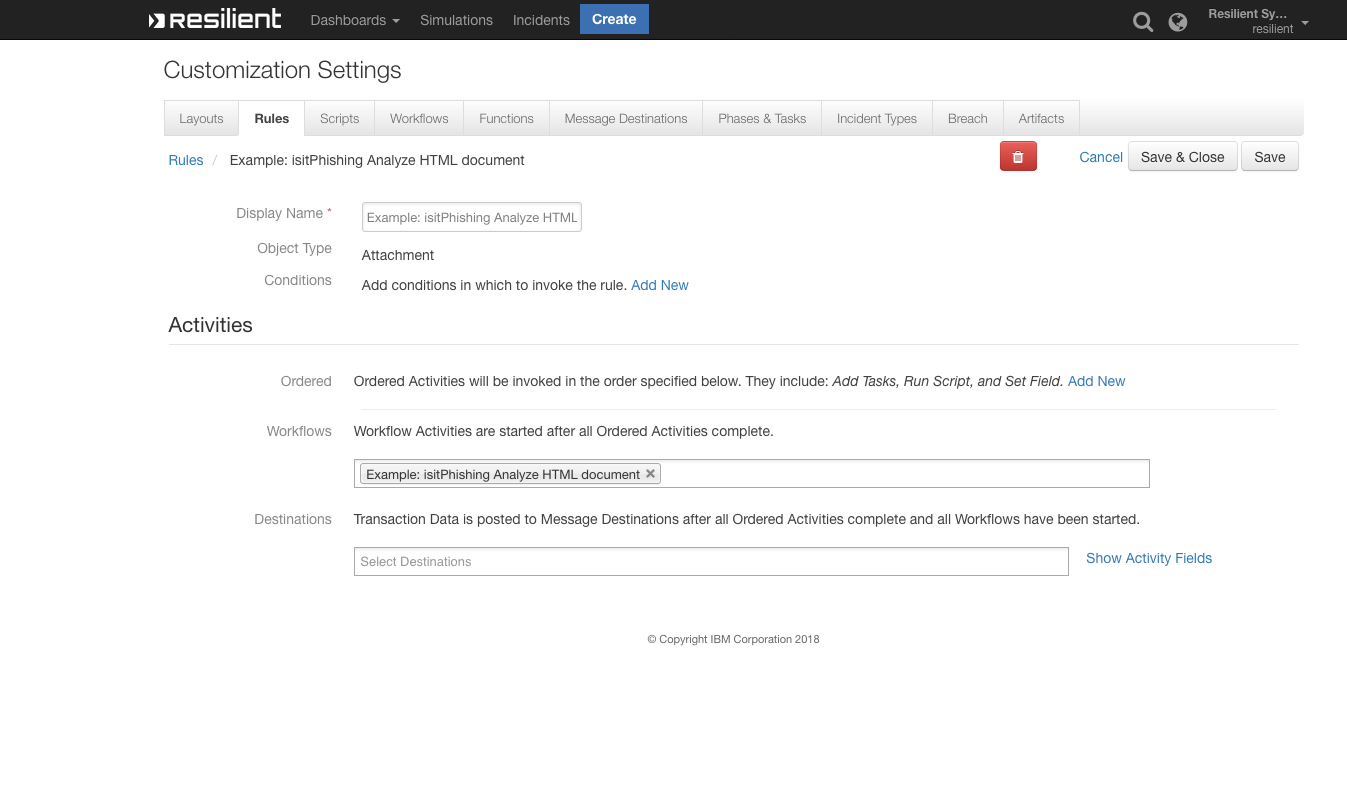 resilient Dashboards Simulations Incidents Create Resilient Sy...
resilient
Customization Settings
Layouts Rules Scripts Workflows Functions Message Destinations Phases & Tasks Incident Types Breach Artifacts
Rules / Example: isitPhishing Analyze HTML document Cancel Save & Close Save
Display Name * Example: isitPhishing Analyze HTML
Object Type Attachment
Conditions Add conditions in which to invoke the rule. Add New
Activities
Ordered Ordered Activities will be invoked in the order specified below. They include: Add Tasks, Run Script, and Set Field. Add New
Workflows Workflow Activities are started after all Ordered Activities complete.
Example: isitPhishing Analyze HTML document
Destinations Transaction Data is posted to Message Destinations after all Ordered Activities complete and all Workflows have been started.
Select Destinations Show Activity Fields
© Copyright IBM Corporation 2018